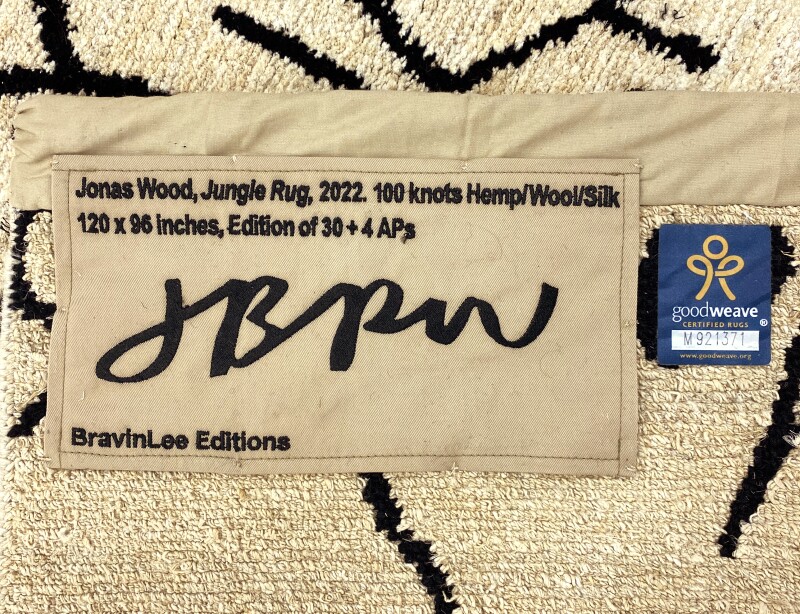 Jonas Wood, Jungle Rug, 2022. 100 knots Hemp/Wool/Silk
120 x 96 inches, Edition of 30 + 4 APs
JBPW
BravinLee Editions
goodweave®
CERTIFIED RUGS
M921371
www.goodweave.org